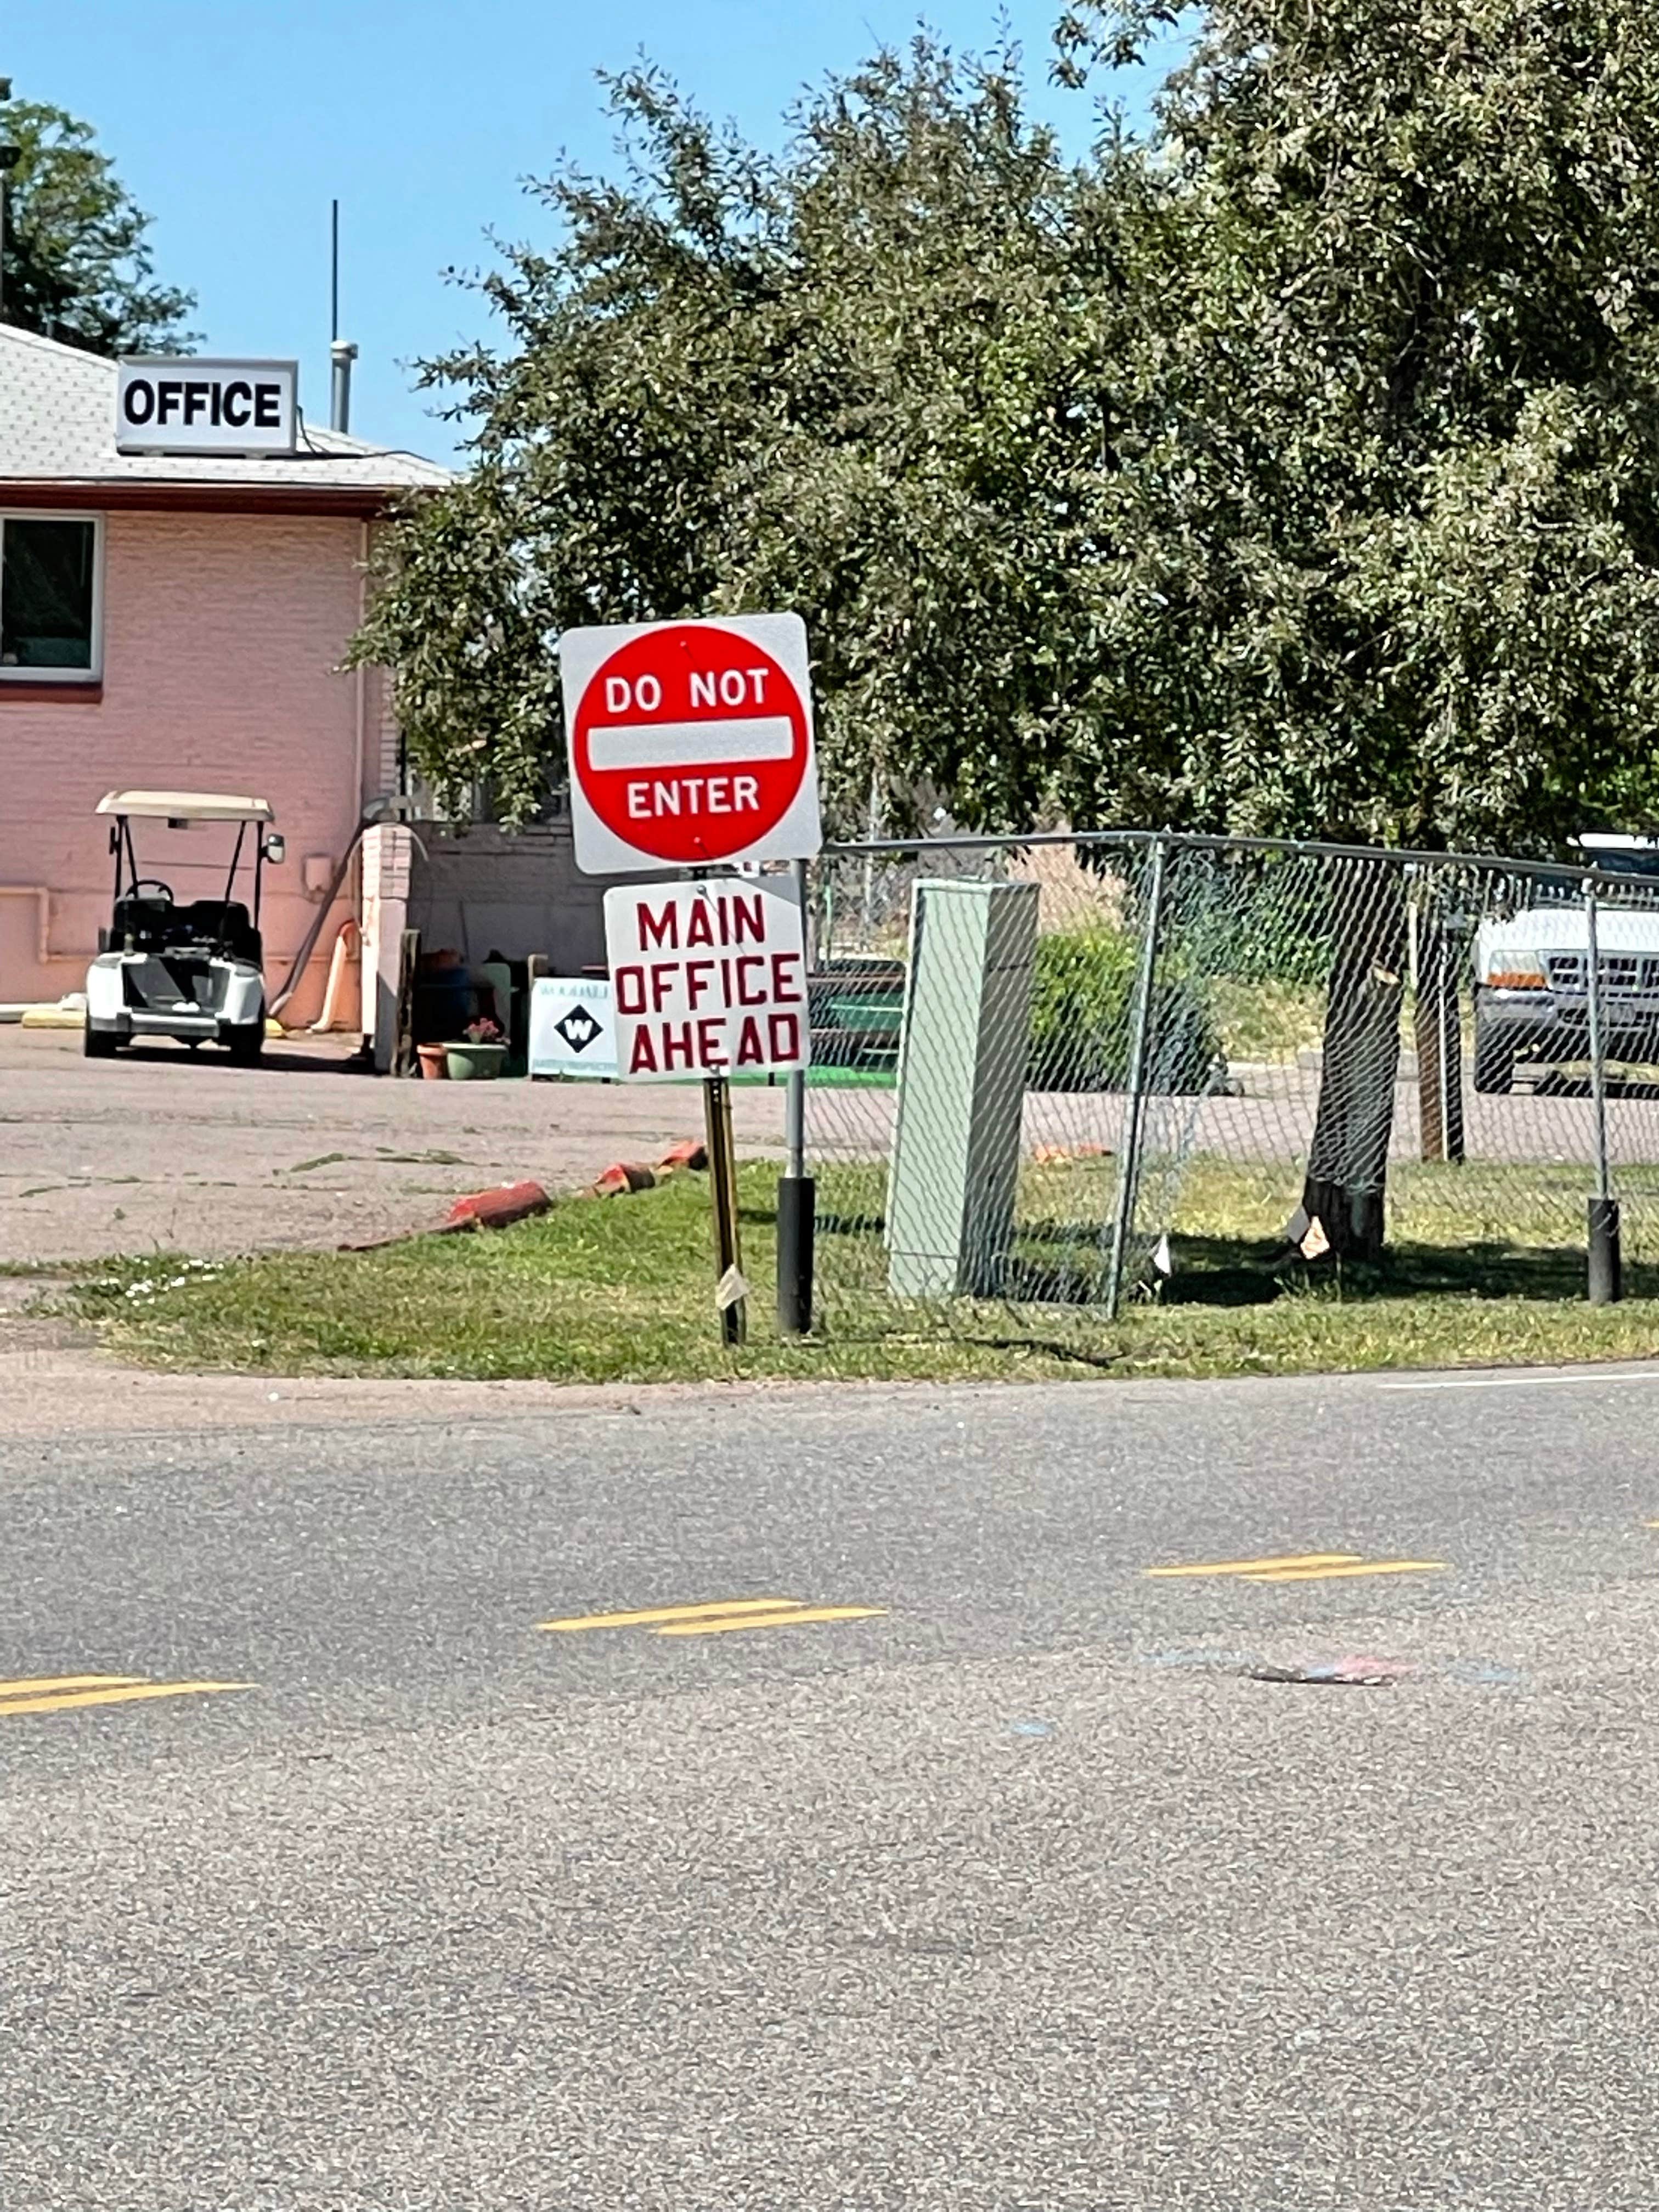 OFFICE
DO NOT
ENTER
MAIN
OFFICE
AHEAD
W